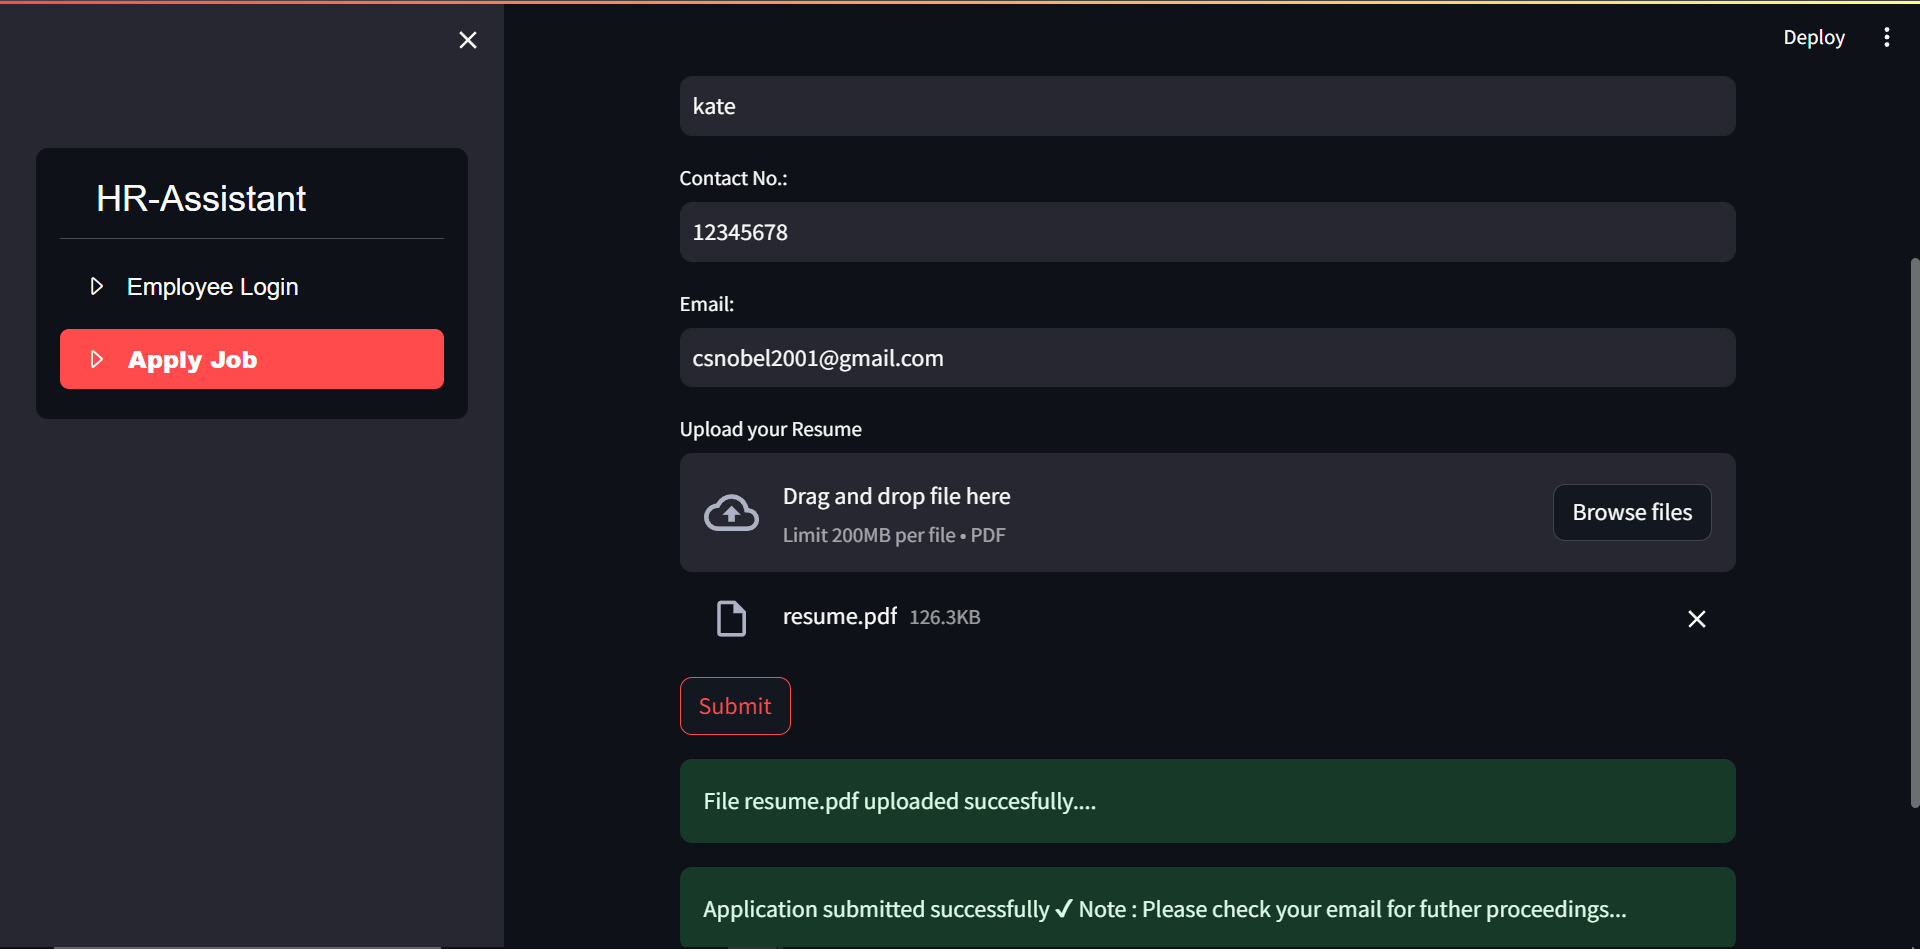 Deploy
HR-Assistant
Employee Login
Apply Job
kate
Contact No.:
12345678
Email:
csnobel2001@gmail.com
Upload your Resume
Drag and drop file here
Limit 200MB per file • PDF
Browse files
resume.pdf 126.3KB
Submit
File resume.pdf uploaded succesfully....
Application submitted successfully ✓ Note : Please check your email for futher proceedings...